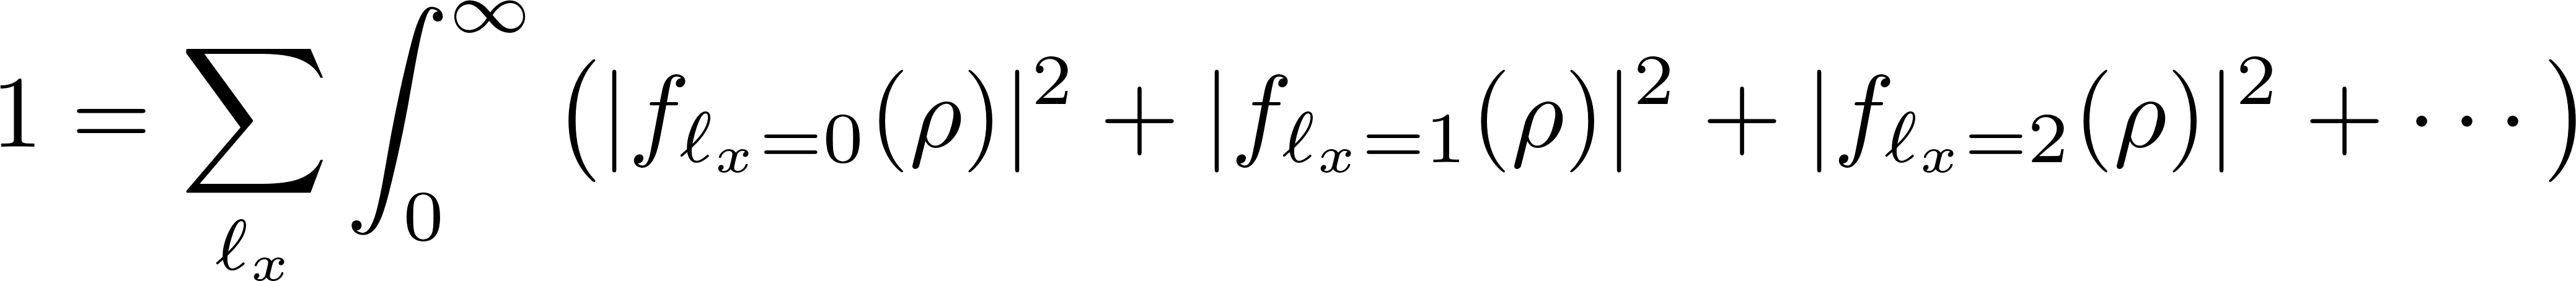 1 = \sum_{\ell_x} \int_0^\infty \left( |f_{\ell_x=0}(\rho)|^2 + |f_{\ell_x=1}(\rho)|^2 + |f_{\ell_x=2}(\rho)|^2 + \cdots \right)